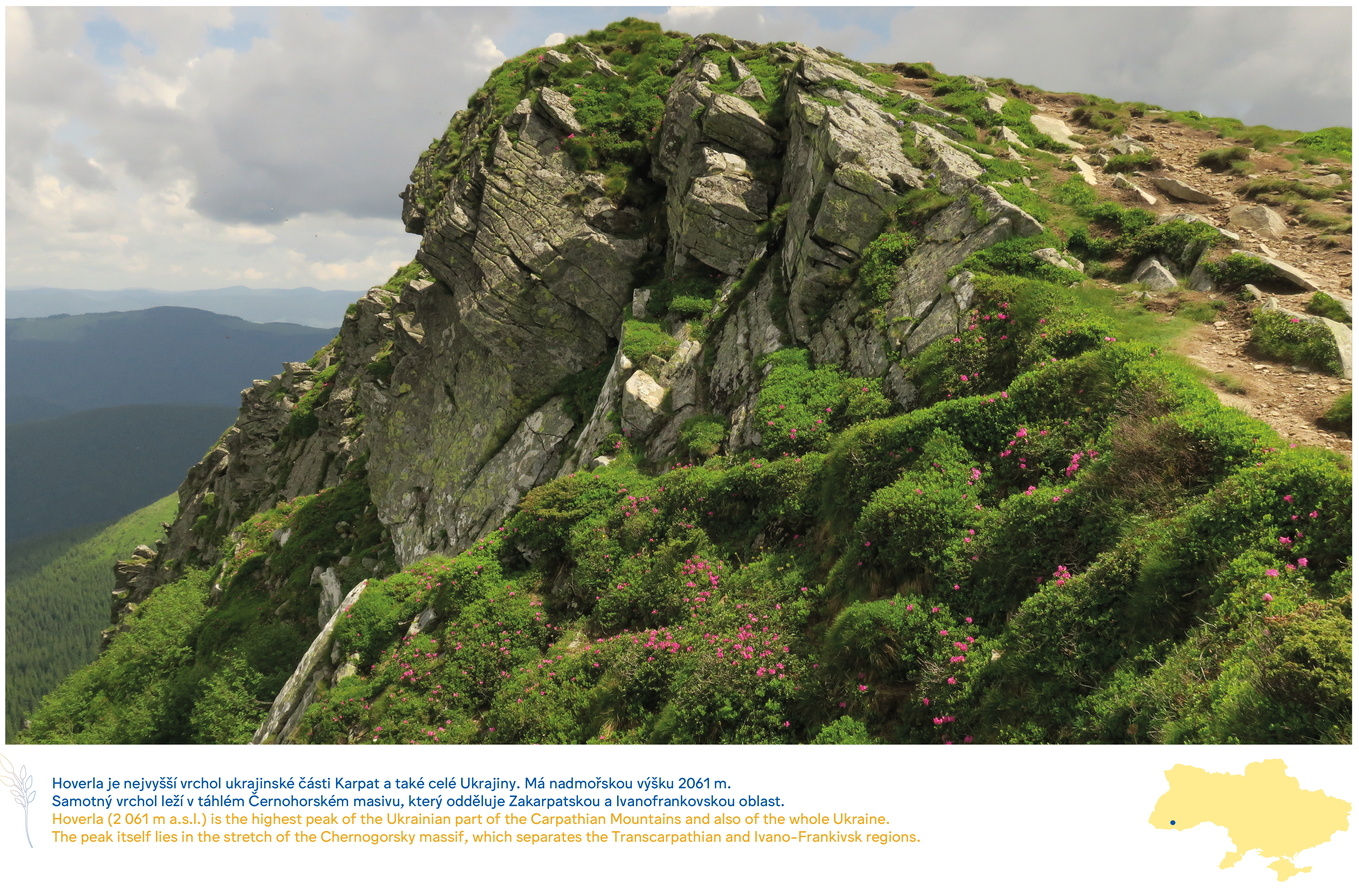 Hoverla je nejvyšší vrchol ukrajinské části Karpat a také celé Ukrajiny. Má nadmořskou výšku 2061 m.
Samotný vrchol leží v táhlém Černohorském masivu, který odděluje Zakarpatskou a Ivanofrankovskou oblast.
Hoverla (2 061 m a.s.l.) is the highest peak of the Ukrainian part of the Carpathian Mountains and also of the whole Ukraine.
The peak itself lies in the stretch of the Chernogorsky massif, which separates the Transcarpathian and Ivano-Frankivsk regions.